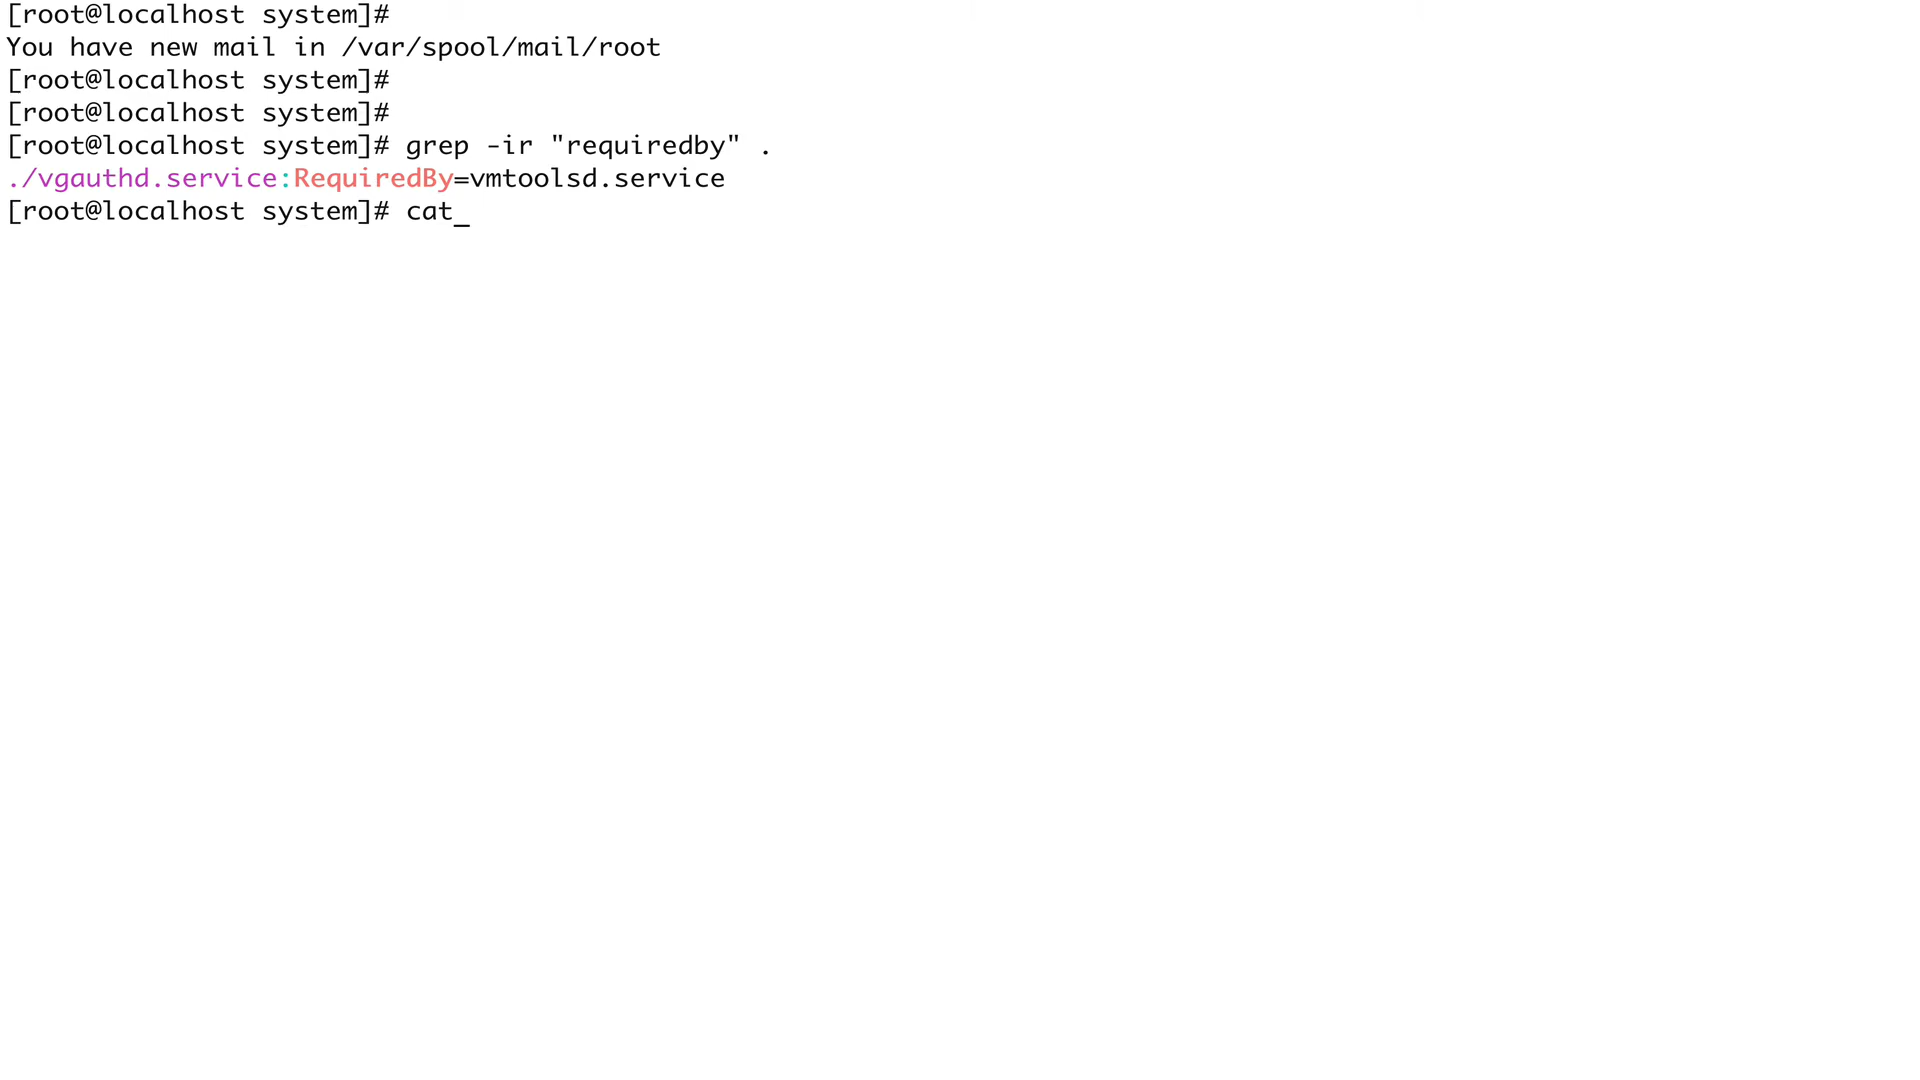 [root@localhost system]#
You have new mail in /var/spool/mail/root
[root@localhost system]#
[root@localhost system]#
[root@localhost system]# grep -ir "requiredby" .
./vgauthd.service:RequiredBy=vmtoolsd.service
[root@localhost system]# cat_